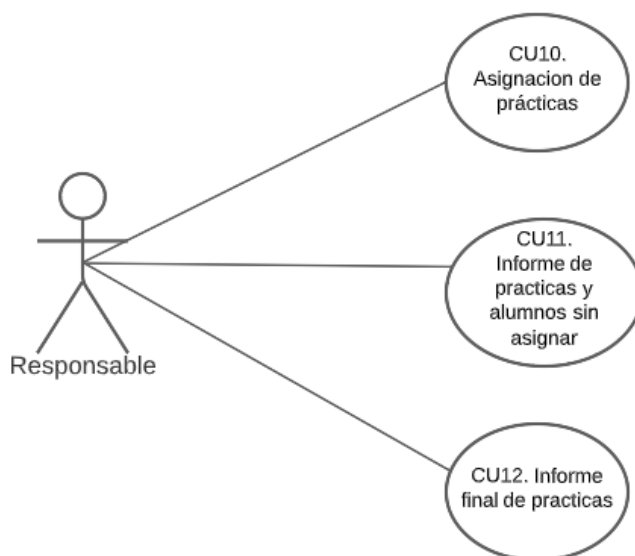 CU10.
Asignacion de
prácticas
CU11.
Informe de
practicas y
alumnos sin
asignar
Responsable
CU12. Informe
final de practicas